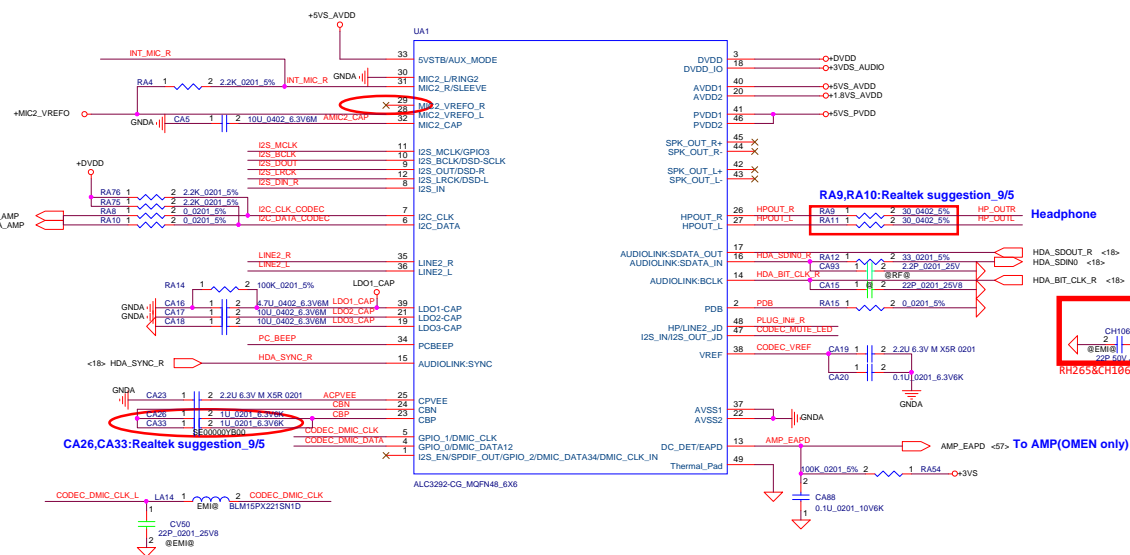 +5VS_AVDD
UA1
INT_MIC_R
33 5VSTB/AUX_MODE
GNDA 30 MIC2_L/RING2
RA4 1 2 2.2K_0201_5% INT_MIC_R 31 MIC2_R/SLEEVE
29 MIC2_VREFO_R
+MIC2_VREFO 28 MIC2_VREFO_L
GNDA CA5 1 2 10U_0402_6.3V6M AMIC2_CAP 32 MIC2_CAP
I2S_MCLK 11 I2S_MCLK/GPIO3
I2S_BCLK 10 I2S_BCLK/DSD-SCLK
I2S_DOUT 9 I2S_OUT/DSD-R
I2S_LRCK 12 I2S_LRCK/DSD-L
I2S_DIN_R 8 I2S_IN
+DVDD
RA76 1 2 2.2K_0201_5%
RA75 1 2 2.2K_0201_5%
_AMP RA8 1 2 0_0201_5% I2C_CLK_CODEC 7 I2C_CLK
A_AMP RA10 1 2 0_0201_5% I2C_DATA_CODEC 6 I2C_DATA
LINE2_R 35 LINE2_R
LINE2_L 36 LINE2_L
RA14 1 2 100K_0201_5% LDO1_CAP
GNDA CA16 1 2 4.7U_0402_6.3V6M LDO1_CAP 39 LDO1-CAP
GNDA CA17 1 2 10U_0402_6.3V6M LDO2_CAP 21 LDO2-CAP
CA18 1 2 10U_0402_6.3V6M LDO3_CAP 19 LDO3-CAP
PC_BEEP 34 PCBEEP
<18> HDA_SYNC_R HDA_SYNC_R 15 AUDIOLINK:SYNC
GNDA CA23 1 2 2.2U 6.3V M X5R 0201 ACPVEE 25 CPVEE
CBN 24 CBN
CA26 1 2 1U_0201_6.3V6K CBP 23 CBP
CA33 1 2 1U_0201_6.3V6K
SE00000YB00
CODEC_DMIC_CLK 5 GPIO_1/DMIC_CLK
CODEC_DMIC_DATA 4 GPIO_0/DMIC_DATA12
1 I2S_EN/SPDIF_OUT/GPIO_2/DMIC_DATA34/DMIC_CLK_IN
CA26,CA33:Realtek suggestion_9/5
ALC3292-CG_MQFN48_6X6
CODEC_DMIC_CLK_L LA14 1 2 CODEC_DMIC_CLK
EMI@ BLM15PX221SN1D
1
CV50
22P_0201_25V8
2 @EMI@
DVDD 3 +DVDD
DVDD_IO 18 +3VDS_AUDIO
AVDD1 40 +5VS_AVDD
AVDD2 20 +1.8VS_AVDD
PVDD1 41 +5VS_PVDD
PVDD2 46
SPK_OUT_R+ 45
SPK_OUT_R- 44
SPK_OUT_L+ 42
SPK_OUT_L- 43
RA9,RA10:Realtek suggestion_9/5
HPOUT_R 26 HPOUT_R RA9 1 2 30_0402_5% HP_OUTR Headphone
HPOUT_L 27 HPOUT_L RA11 1 2 30_0402_5% HP_OUTL
AUDIOLINK:SDATA_OUT 17 HDA_SDOUT_R <18>
AUDIOLINK:SDATA_IN 16 HDA_SDIN0_R RA12 1 2 33_0201_5% HDA_SDIN0 <18>
CA93 1 2 2.2P_0201_25V
@RF@
AUDIOLINK:BCLK 14 HDA_BIT_CLK_R HDA_BIT_CLK_R <18>
CA15 1 2 22P_0201_25V8
@EMI@
PDB 2 PDB RA15 1 2 0_0201_5%
HP/LINE2_JD 48 PLUG_IN#_R
I2S_IN/I2S_OUT_JD 47 CODEC_MUTE_LED
VREF 38 CODEC_VREF CA19 1 2 2.2U 6.3V M X5R 0201
CA20 1 2 0.1U_0201_6.3V6K
GNDA
CH106
2
@EMI@
22P 50V
RH265&CH106
AVSS1 37
AVSS2 22 GNDA
DC_DET/EAPD 13 AMP_EAPD AMP_EAPD <57> To AMP(OMEN only)
Thermal_Pad 49
100K_0201_5% 2 1 RA54 +3VS
2
CA88
1 0.1U_0201_10V6K